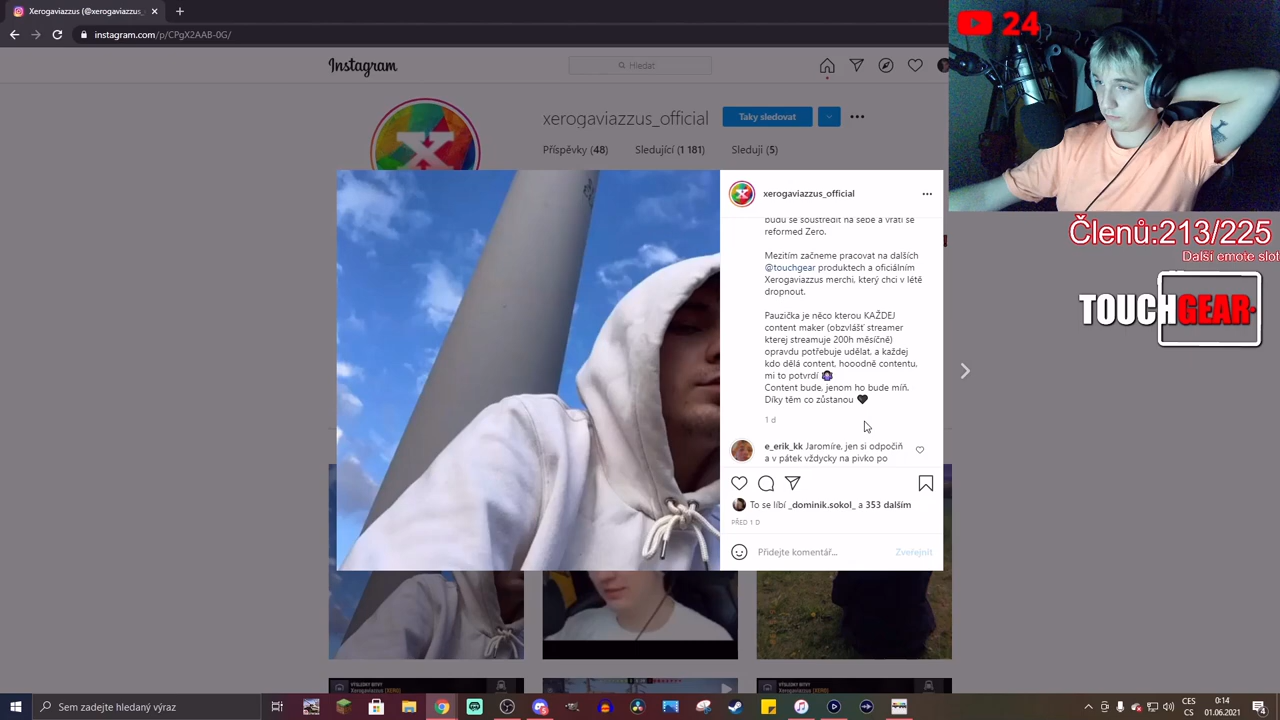 Xerogaviazzus (@xerogaviazzus_
instagram.com/p/CPgX2AAB-0G/
24
Instagram
Hledat
xerogaviazzus_official
Taky sledovat
Příspěvky (48)
Sledující (1 181)
Sleduji (5)
xerogaviazzus_official
budu se soustředit na sebe a vrátí se
reformed Zero.
Mezitím začneme pracovat na dalších
@touchgear produktech a oficiálním
Xerogaviazzus merchi, který chci v létě
dropnout.
Pauzička je něco kterou KAŽDEJ
content maker (obzvlášť streamer
kterej streamuje 200h měsíčně)
opravdu potřebuje udělat, a každej
kdo dělá content, hooodně contentu,
mi to potvrdí 🤷🏿‍♀️
Content bude, jenom ho bude míň.
Díky těm co zůstanou 🖤
1 d
e_erik_kk Jaromíre, jen si odpočiň
a v pátek vždycky na pivko po
To se líbí _dominik.sokol_ a 353 dalším
PŘED 1 D
Přidejte komentář...
Zveřejnit
Členů:213/225
Další emote slot
TOUCHGEAR
VÝSLEDKY BITVY
Xerogaviazzus
Sem zadejte hledaný výraz
CES
CS
0:14
01.06.2021
4